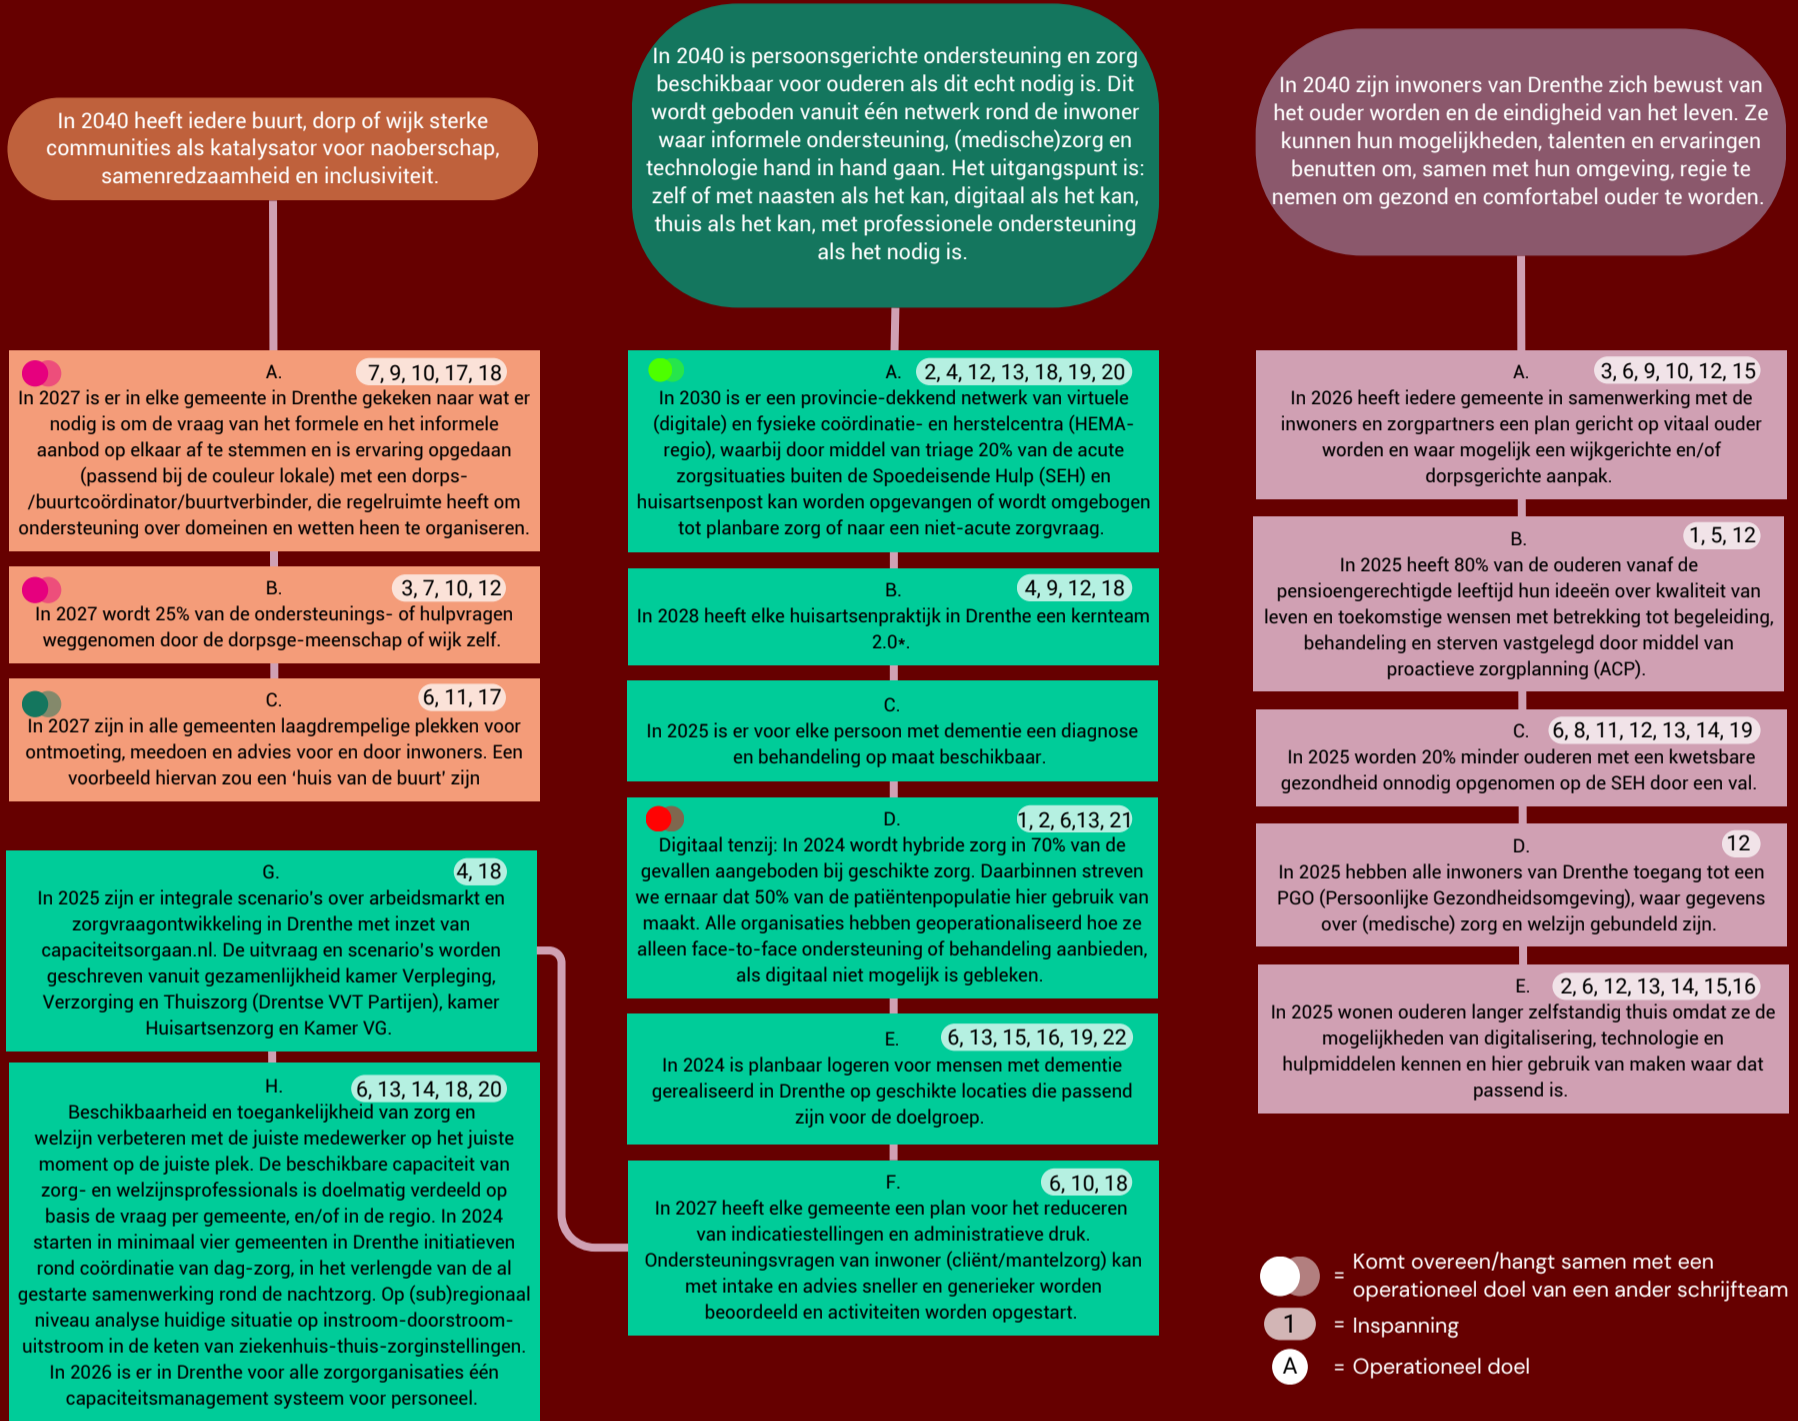 In 2040 heeft iedere buurt, dorp of wijk sterke
communities als katalysator voor naoberschap,
samenredzaamheid en inclusiviteit.
A.
7, 9, 10, 17, 18
In 2027 is er in elke gemeente in Drenthe gekeken naar wat er
nodig is om de vraag van het formele en het informele
aanbod op elkaar af te stemmen en is ervaring opgedaan
(passend bij de couleur lokale) met een dorps-
/buurtcoördinator/buurtverbinder, die regelruimte heeft om
ondersteuning over domeinen en wetten heen te organiseren.
B.
3, 7, 10, 12
In 2027 wordt 25% van de ondersteunings- of hulpvragen
weggenomen door de dorpsge-meenschap of wijk zelf.
C.
6, 11, 17
In 2027 zijn in alle gemeenten laagdrempelige plekken voor
ontmoeting, meedoen en advies voor en door inwoners. Een
voorbeeld hiervan zou een ‘huis van de buurt’ zijn
In 2040 is persoonsgerichte ondersteuning en zorg
beschikbaar voor ouderen als dit echt nodig is. Dit
wordt geboden vanuit één netwerk rond de inwoner
waar informele ondersteuning, (medische)zorg en
technologie hand in hand gaan. Het uitgangspunt is:
zelf of met naasten als het kan, digitaal als het kan,
thuis als het kan, met professionele ondersteuning
als het nodig is.
A.
2, 4, 12, 13, 18, 19, 20
In 2030 is er een provincie-dekkend netwerk van virtuele
(digitale) en fysieke coördinatie- en herstelcentra (HEMA-
regio), waarbij door middel van triage 20% van de acute
zorgsituaties buiten de Spoedeisende Hulp (SEH) en
huisartsenpost kan worden opgevangen of wordt omgebogen
tot planbare zorg of naar een niet-acute zorgvraag.
B.
4, 9, 12, 18
In 2028 heeft elke huisartsenpraktijk in Drenthe een kernteam
2.0*.
C.
In 2025 is er voor elke persoon met dementie een diagnose
en behandeling op maat beschikbaar.
D.
1, 2, 6,13, 21
Digitaal tenzij: In 2024 wordt hybride zorg in 70% van de
gevallen aangeboden bij geschikte zorg. Daarbinnen streven
we ernaar dat 50% van de patiëntenpopulatie hier gebruik van
maakt. Alle organisaties hebben geoperationaliseerd hoe ze
alleen face-to-face ondersteuning of behandeling aanbieden,
als digitaal niet mogelijk is gebleken.
E.
6, 13, 15, 16, 19, 22
In 2024 is planbaar logeren voor mensen met dementie
gerealiseerd in Drenthe op geschikte locaties die passend
zijn voor de doelgroep.
F.
6, 10, 18
In 2027 heeft elke gemeente een plan voor het reduceren
van indicatiestellingen en administratieve druk.
Ondersteuningsvragen van inwoner (cliënt/mantelzorg) kan
met intake en advies sneller en generieker worden
beoordeeld en activiteiten worden opgestart.
G.
4, 18
In 2025 zijn er integrale scenario's over arbeidsmarkt en
zorgvraagontwikkeling in Drenthe met inzet van
capaciteitsorgaan.nl. De uitvraag en scenario's worden
geschreven vanuit gezamenlijkheid kamer Verpleging,
Verzorging en Thuiszorg (Drentse VVT Partijen), kamer
Huisartsenzorg en Kamer VG.
H.
6, 13, 14, 18, 20
Beschikbaarheid en toegankelijkheid van zorg en
welzijn verbeteren met de juiste medewerker op het juiste
moment op de juiste plek. De beschikbare capaciteit van
zorg- en welzijnsprofessionals is doelmatig verdeeld op
basis de vraag per gemeente, en/of in de regio. In 2024
starten in minimaal vier gemeenten in Drenthe initiatieven
rond coördinatie van dag-zorg, in het verlengde van de al
gestarte samenwerking rond de nachtzorg. Op (sub)regionaal
niveau analyse huidige situatie op instroom-doorstroom-
uitstroom in de keten van ziekenhuis-thuis-zorginstellingen.
In 2026 is er in Drenthe voor alle zorgorganisaties één
capaciteitsmanagement systeem voor personeel.
In 2040 zijn inwoners van Drenthe zich bewust van
het ouder worden en de eindigheid van het leven. Ze
kunnen hun mogelijkheden, talenten en ervaringen
benutten om, samen met hun omgeving, regie te
nemen om gezond en comfortabel ouder te worden.
A.
3, 6, 9, 10, 12, 15
In 2026 heeft iedere gemeente in samenwerking met de
inwoners en zorgpartners een plan gericht op vitaal ouder
worden en waar mogelijk een wijkgerichte en/of
dorpsgerichte aanpak.
B.
1, 5, 12
In 2025 heeft 80% van de ouderen vanaf de
pensioengerechtigde leeftijd hun ideeën over kwaliteit van
leven en toekomstige wensen met betrekking tot begeleiding,
behandeling en sterven vastgelegd door middel van
proactieve zorgplanning (ACP).
C.
6, 8, 11, 12, 13, 14, 19
In 2025 worden 20% minder ouderen met een kwetsbare
gezondheid onnodig opgenomen op de SEH door een val.
D.
12
In 2025 hebben alle inwoners van Drenthe toegang tot een
PGO (Persoonlijke Gezondheidsomgeving), waar gegevens
over (medische) zorg en welzijn gebundeld zijn.
E.
2, 6, 12, 13, 14, 15,16
In 2025 wonen ouderen langer zelfstandig thuis omdat ze de
mogelijkheden van digitalisering, technologie en
hulpmiddelen kennen en hier gebruik van maken waar dat
passend is.
= Komt overeen/hangt samen met een
operationeel doel van een ander schrijfteam
1 = Inspanning
A = Operationeel doel